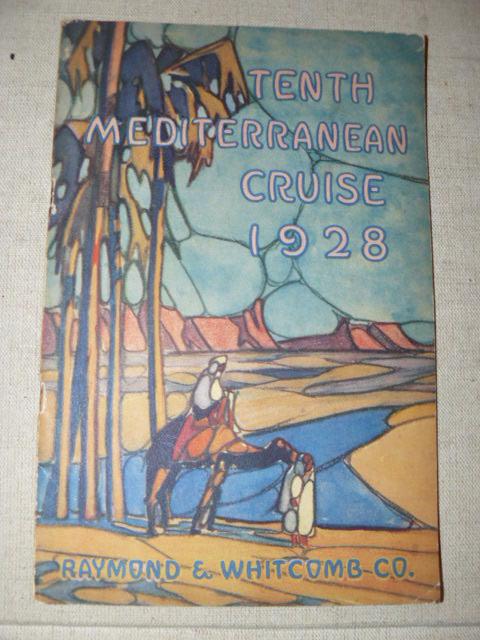 TENTH
MEDITERRANEAN
CRUISE
1928
RAYMOND & WHITCOMB CO.